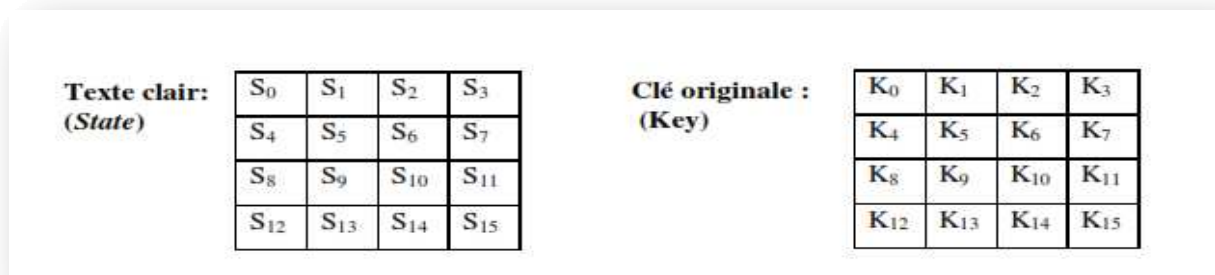 Texte clair: S₀ S₁ S₂ S₃ Clé originale : K₀ K₁ K₂ K₃
(State) S₄ S₅ S₆ S₇ (Key) K₄ K₅ K₆ K₇
S₈ S₉ S₁₀ S₁₁ K₈ K₉ K₁₀ K₁₁
S₁₂ S₁₃ S₁₄ S₁₅ K₁₂ K₁₃ K₁₄ K₁₅